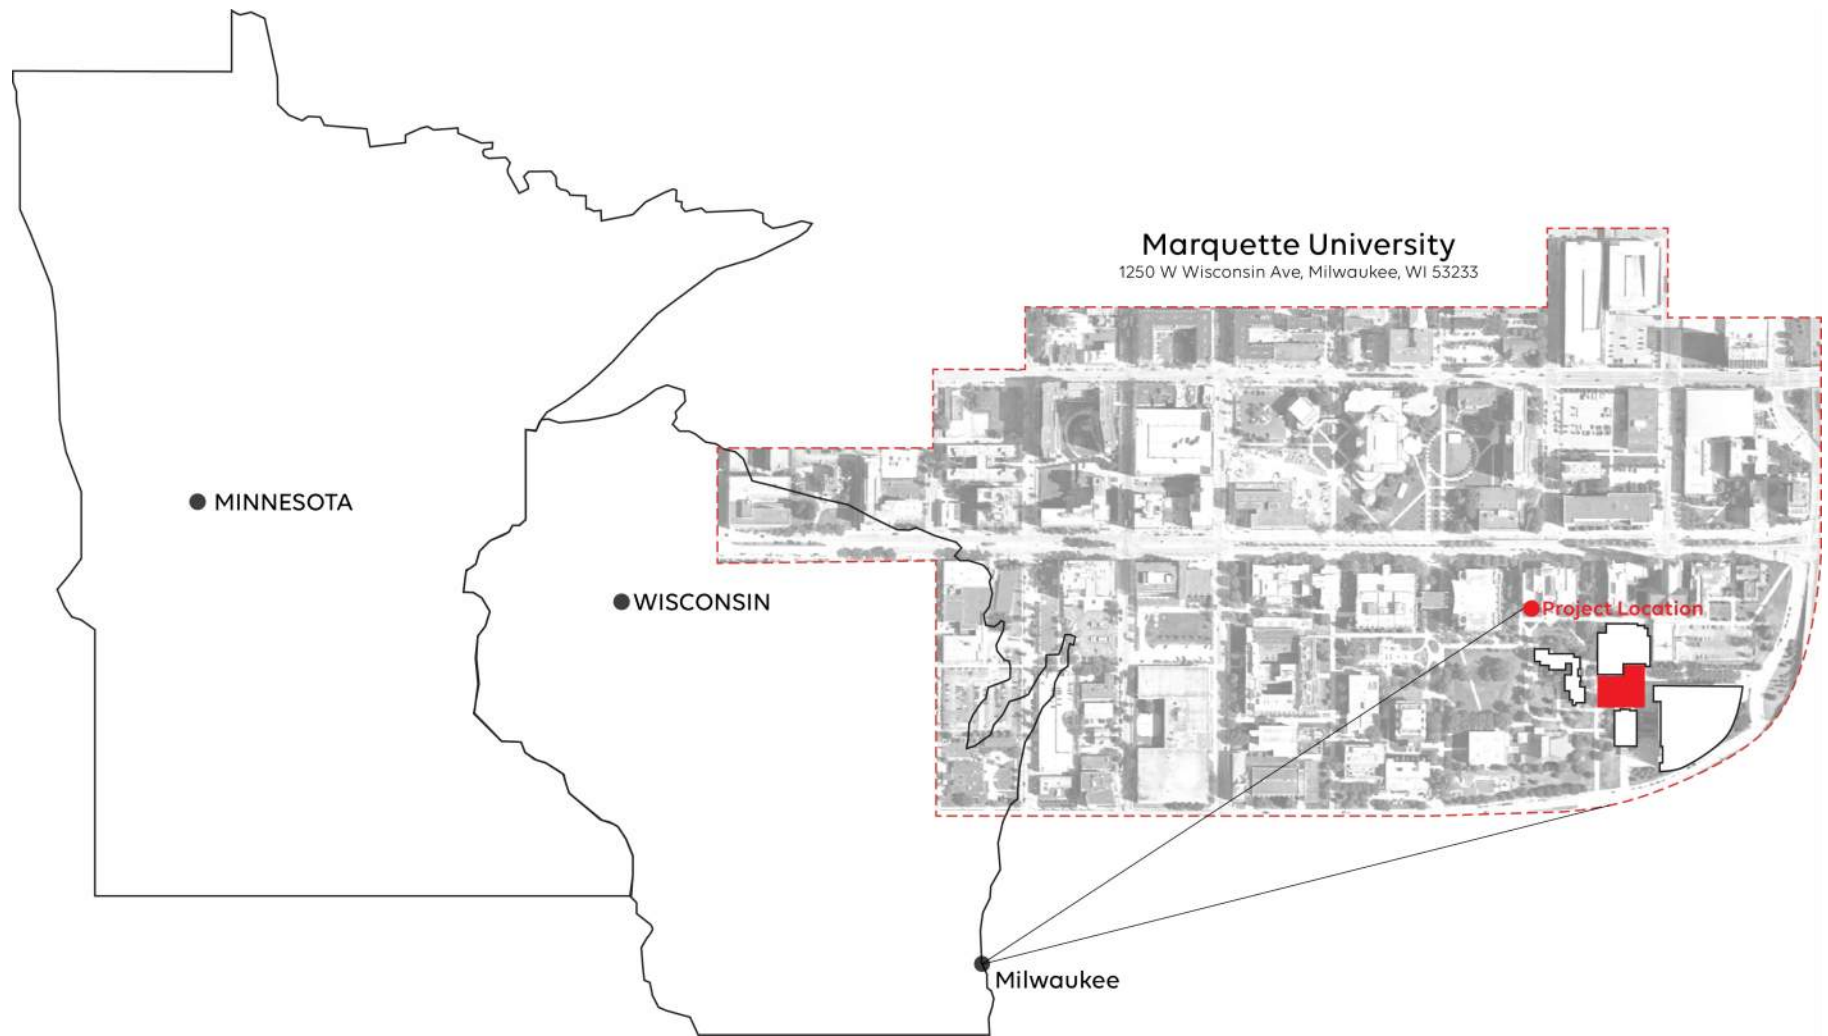 Marquette University
1250 W Wisconsin Ave, Milwaukee, WI 53233
MINNESOTA
WISCONSIN
Project Location
Milwaukee